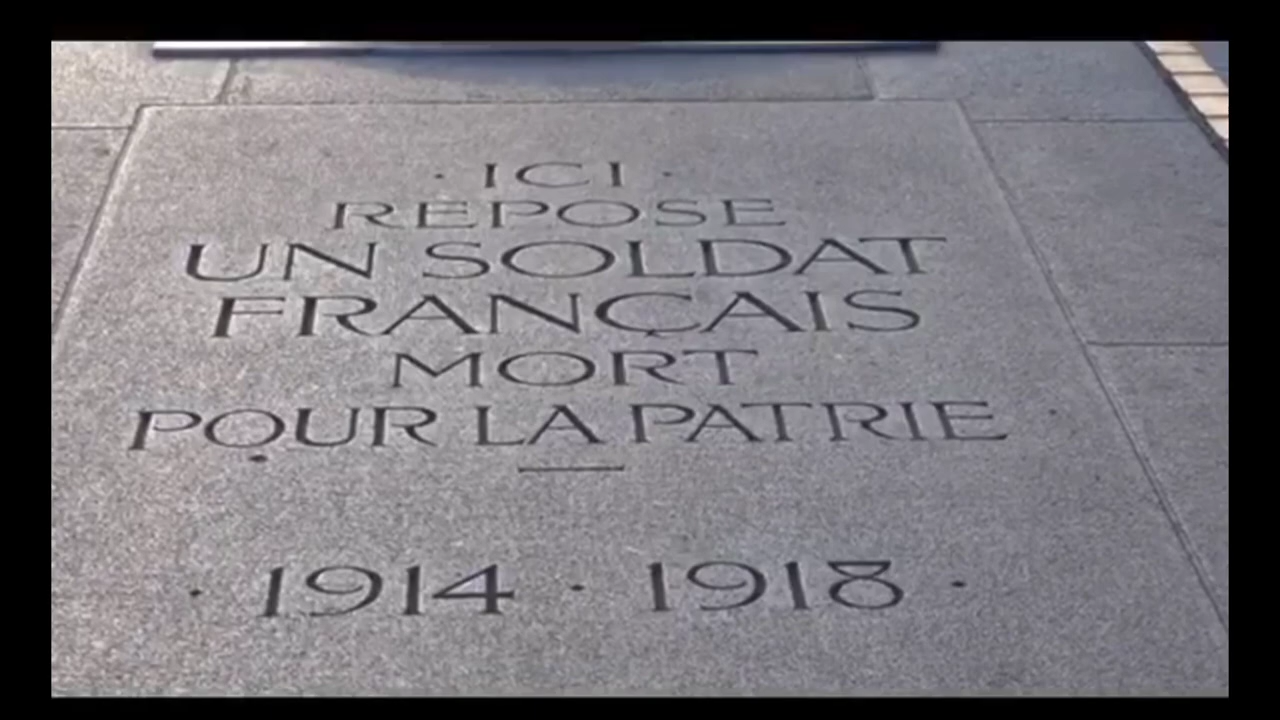 · ICI ·
REPOSE
UN SOLDAT
FRANÇAIS
MORT
POUR LA PATRIE
· 1914 · 1918 ·